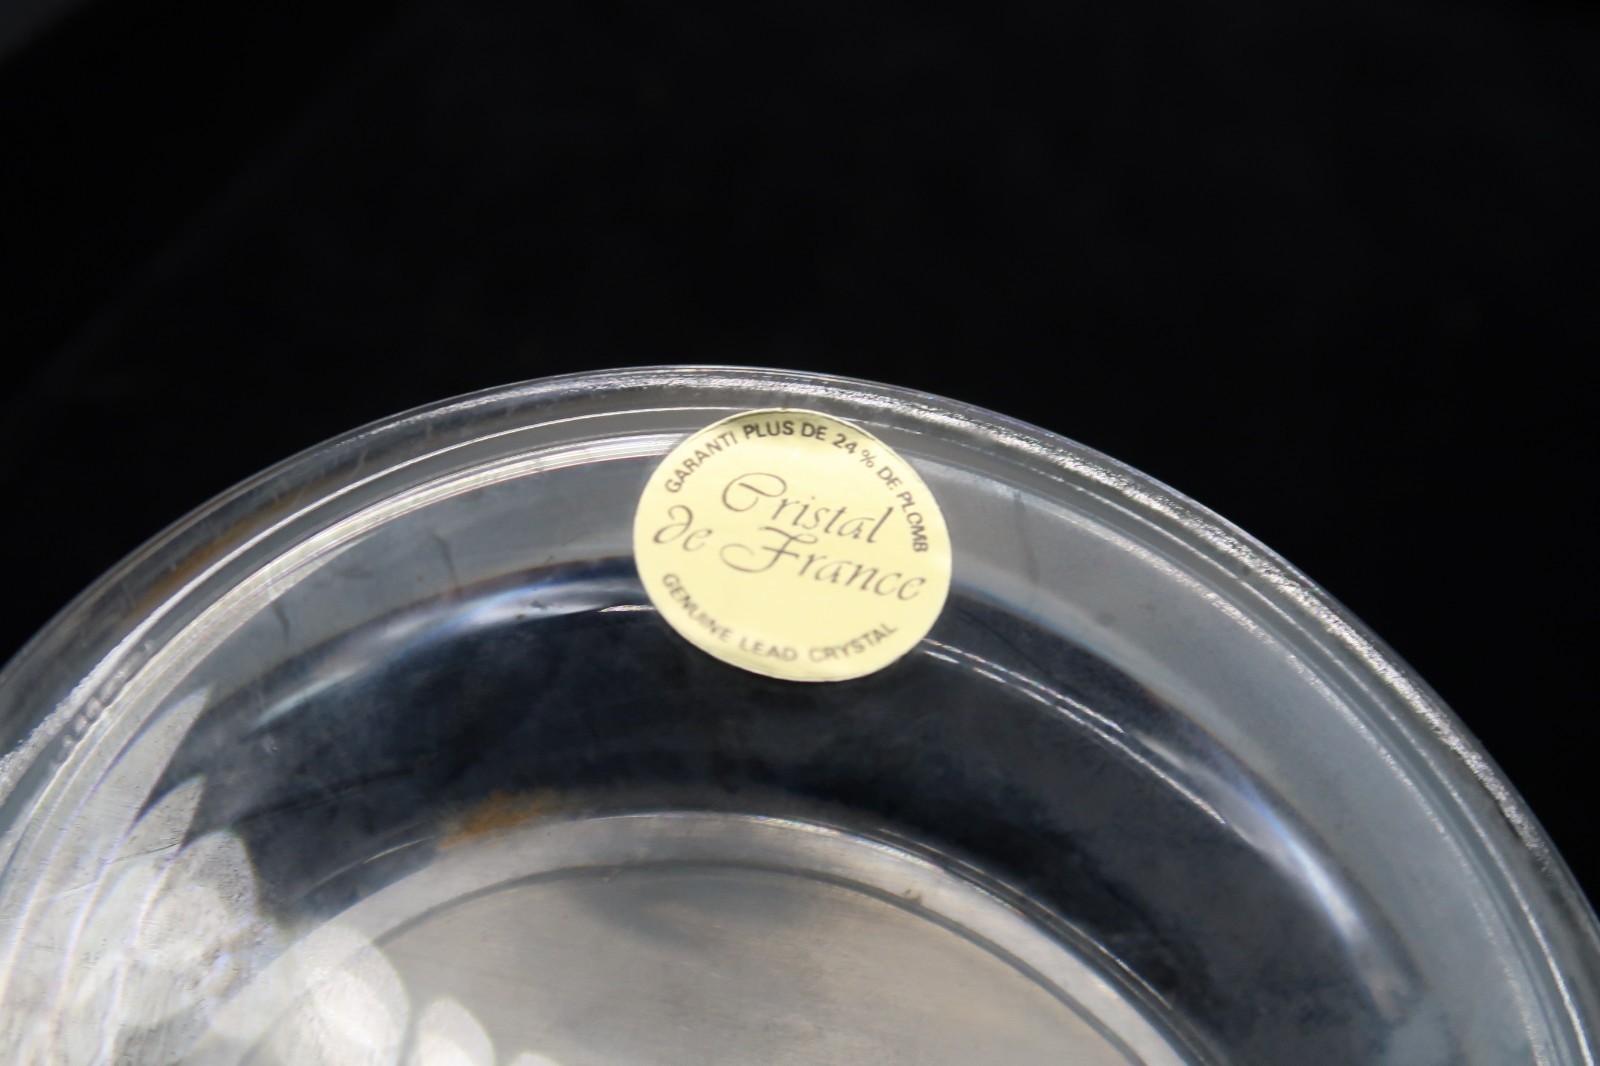 GARANTI PLUS DE 24% DE PLOMB
Cristal
de France
GENUINE LEAD CRYSTAL